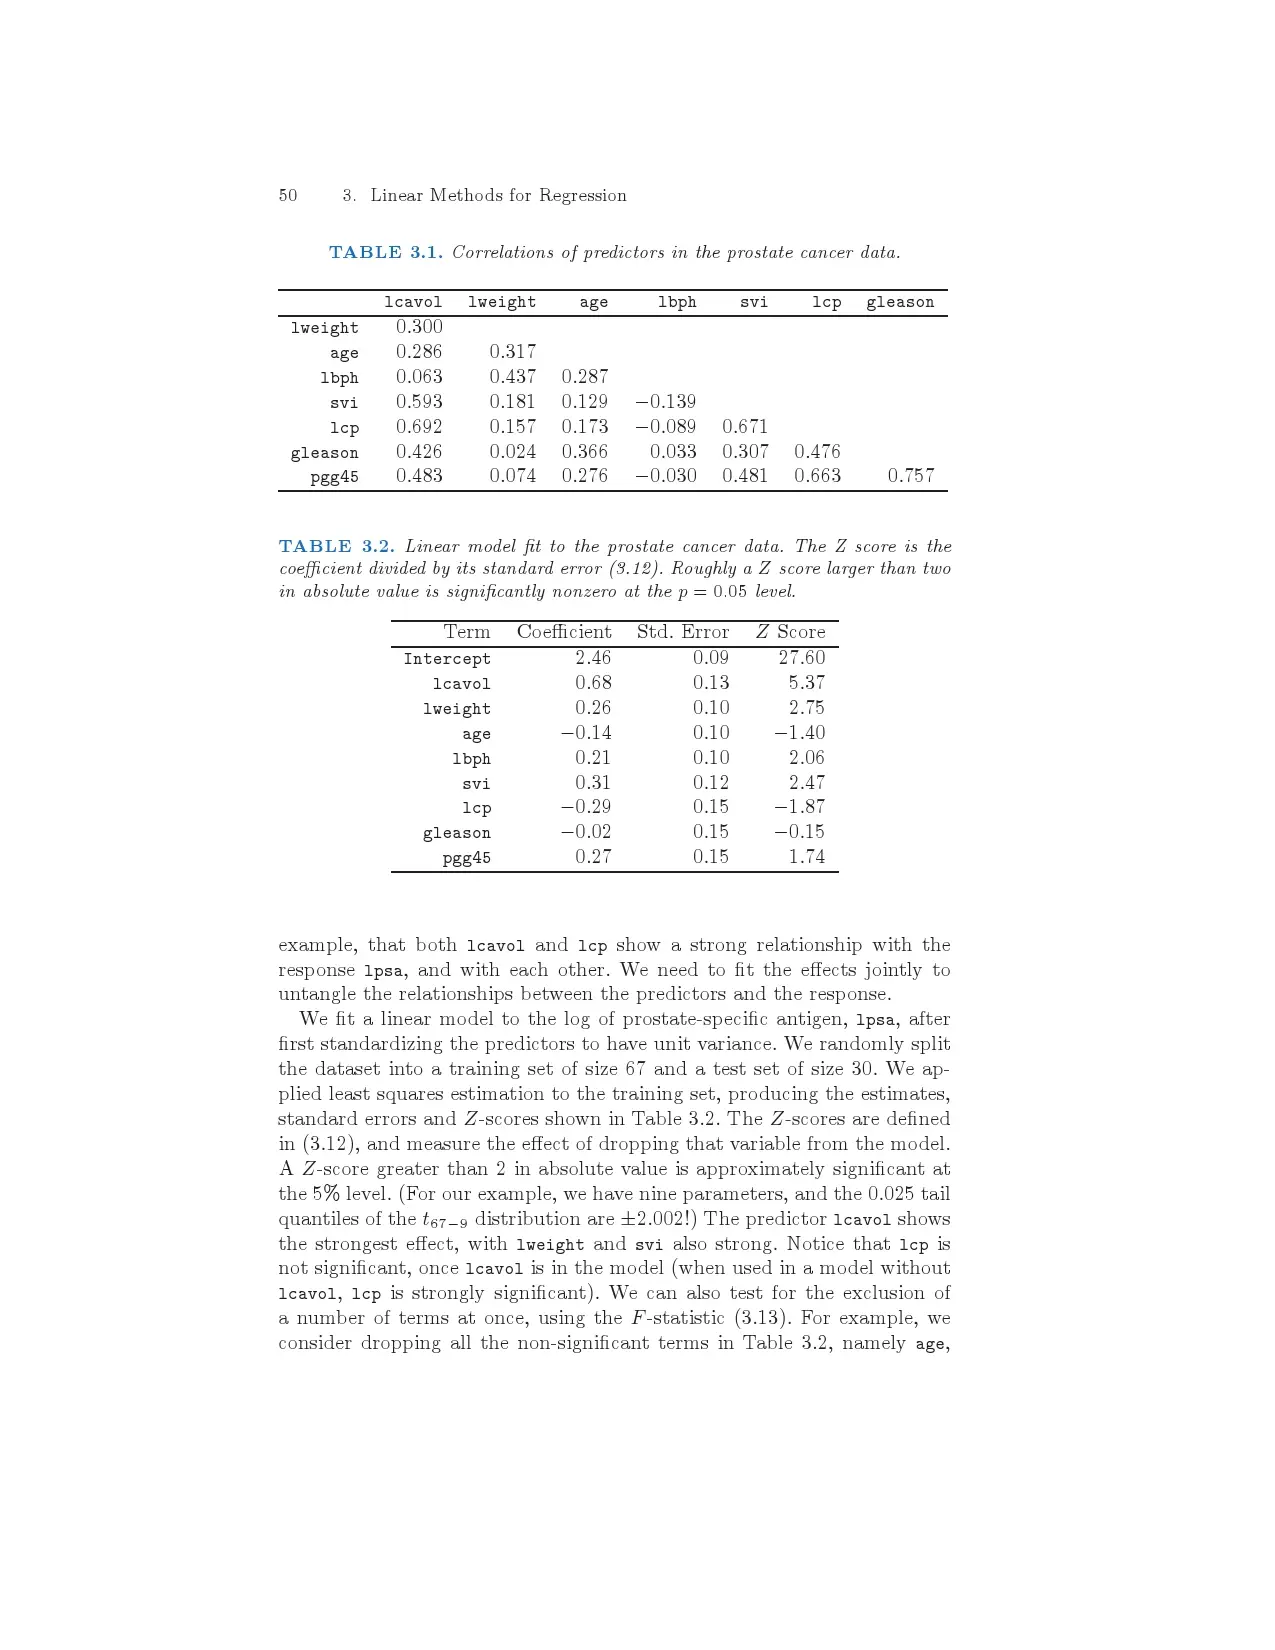 50 3. Linear Methods for Regression
TABLE 3.1. Correlations of predictors in the prostate cancer data.
lcavol lweight age lbph svi lcp gleason
lweight 0.300
age 0.286 0.317
lbph 0.063 0.437 0.287
svi 0.593 0.181 0.129 −0.139
lcp 0.692 0.157 0.173 −0.089 0.671
gleason 0.426 0.024 0.366 0.033 0.307 0.476
pgg45 0.483 0.074 0.276 −0.030 0.481 0.663 0.757
TABLE 3.2. Linear model fit to the prostate cancer data. The Z score is the
coefficient divided by its standard error (3.12). Roughly a Z score larger than two
in absolute value is significantly nonzero at the p = 0.05 level.
Term Coefficient Std. Error Z Score
Intercept 2.46 0.09 27.60
lcavol 0.68 0.13 5.37
lweight 0.26 0.10 2.75
age −0.14 0.10 −1.40
lbph 0.21 0.10 2.06
svi 0.31 0.12 2.47
lcp −0.29 0.15 −1.87
gleason −0.02 0.15 −0.15
pgg45 0.27 0.15 1.74
example, that both lcavol and lcp show a strong relationship with the
response lpsa, and with each other. We need to fit the effects jointly to
untangle the relationships between the predictors and the response.
We fit a linear model to the log of prostate-specific antigen, lpsa, after
first standardizing the predictors to have unit variance. We randomly split
the dataset into a training set of size 67 and a test set of size 30. We ap-
plied least squares estimation to the training set, producing the estimates,
standard errors and Z-scores shown in Table 3.2. The Z-scores are defined
in (3.12), and measure the effect of dropping that variable from the model.
A Z-score greater than 2 in absolute value is approximately significant at
the 5% level. (For our example, we have nine parameters, and the 0.025 tail
quantiles of the t67−9 distribution are ±2.002!) The predictor lcavol shows
the strongest effect, with lweight and svi also strong. Notice that lcp is
not significant, once lcavol is in the model (when used in a model without
lcavol, lcp is strongly significant). We can also test for the exclusion of
a number of terms at once, using the F-statistic (3.13). For example, we
consider dropping all the non-significant terms in Table 3.2, namely age,